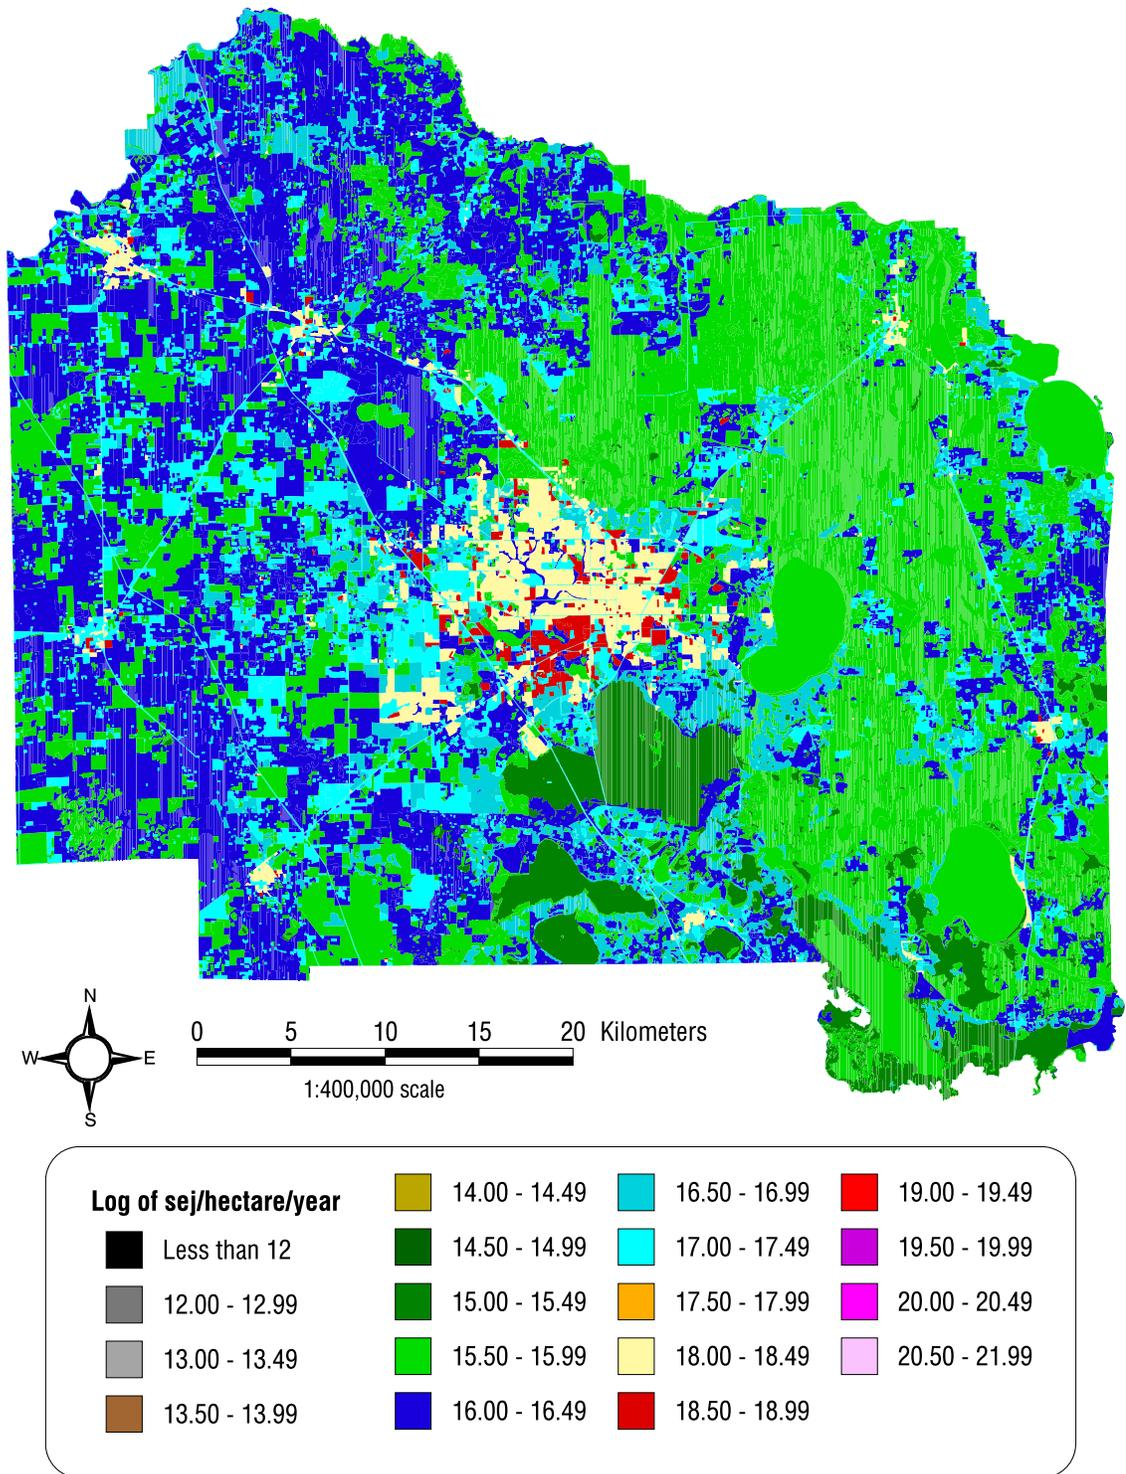 N
W E
S
0 5 10 15 20 Kilometers
1:400,000 scale
Log of sej/hectare/year
Less than 12
12.00 - 12.99
13.00 - 13.49
13.50 - 13.99
14.00 - 14.49
14.50 - 14.99
15.00 - 15.49
15.50 - 15.99
16.00 - 16.49
16.50 - 16.99
17.00 - 17.49
17.50 - 17.99
18.00 - 18.49
18.50 - 18.99
19.00 - 19.49
19.50 - 19.99
20.00 - 20.49
20.50 - 21.99